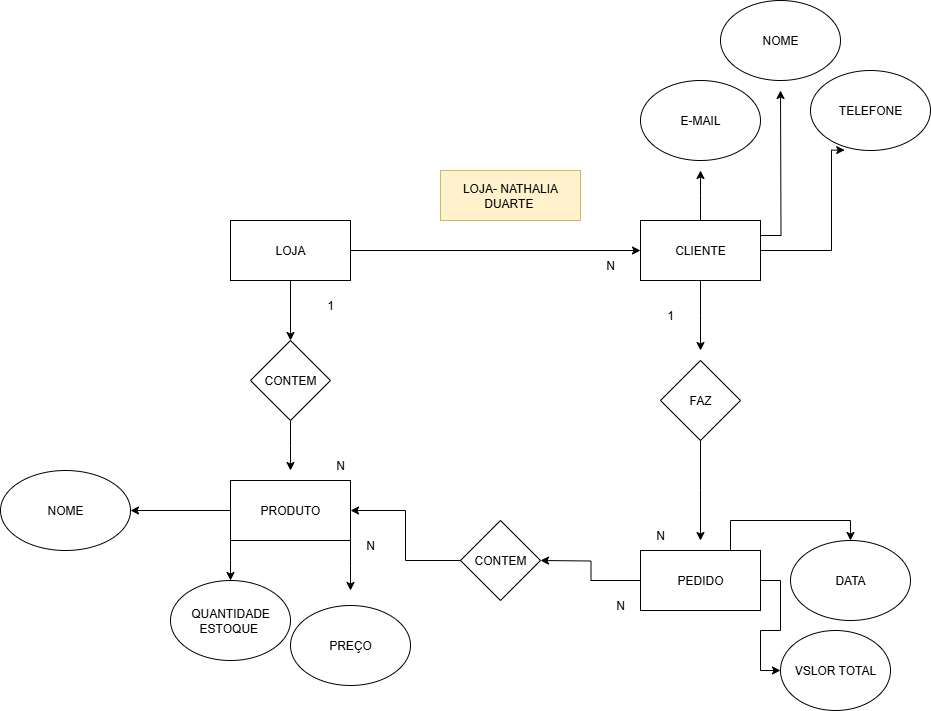 NOME
TELEFONE
E-MAIL
LOJA- NATHALIA
DUARTE
LOJA
CLIENTE
N
1
1
CONTEM
FAZ
N
NOME
PRODUTO
N
N
CONTEM
PEDIDO
DATA
N
QUANTIDADE
ESTOQUE
PREÇO
VSLOR TOTAL